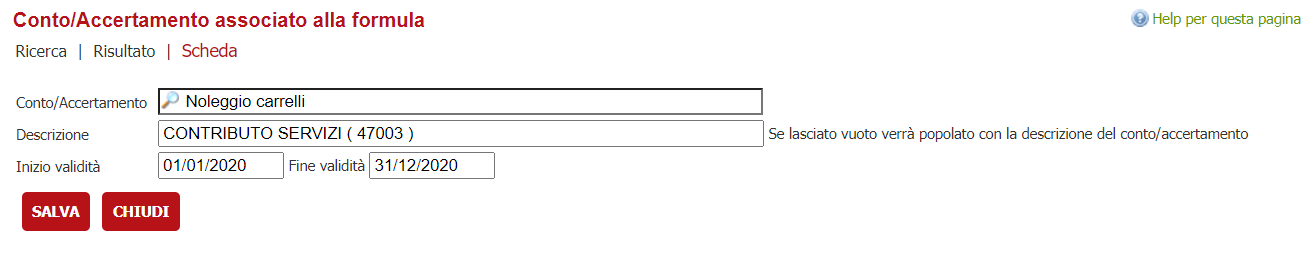 Conto/Accertamento associato alla formula
Help per questa pagina
Ricerca | Risultato | Scheda
Conto/Accertamento Noleggio carrelli
Descrizione CONTRIBUTO SERVIZI ( 47003 ) Se lasciato vuoto verrà popolato con la descrizione del conto/accertamento
Inizio validità 01/01/2020 Fine validità 31/12/2020
SALVA CHIUDI